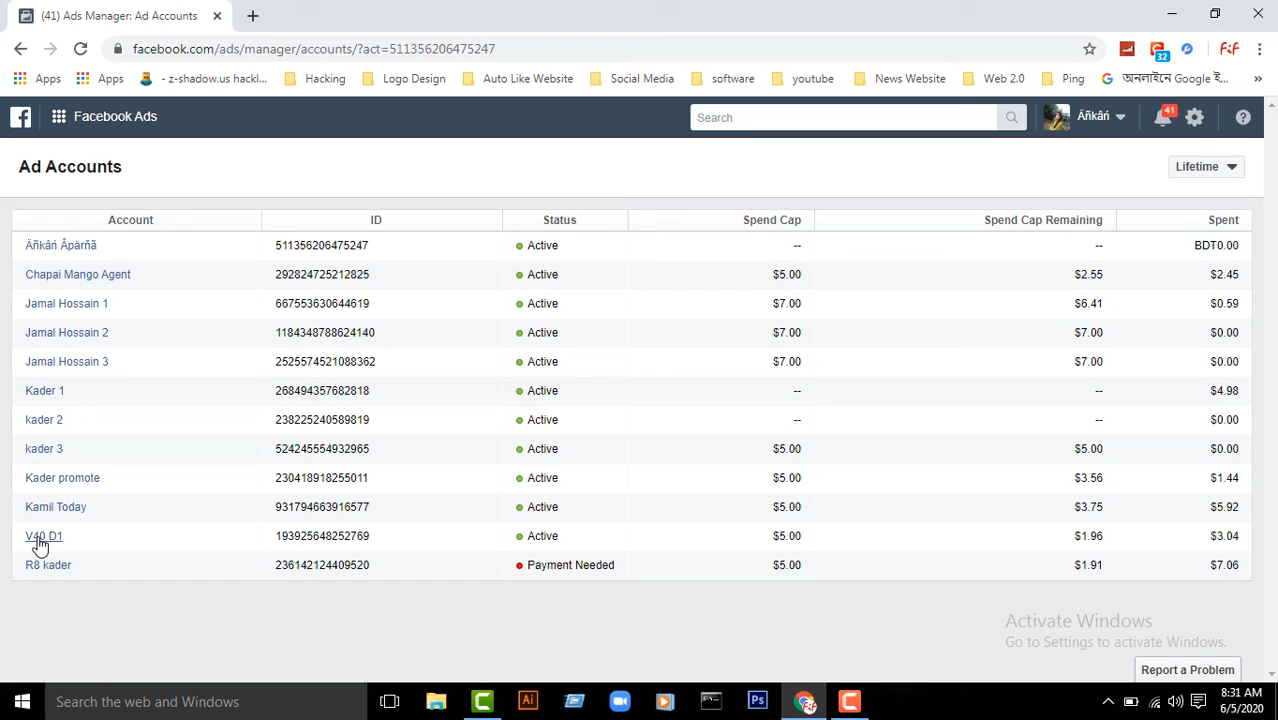 (41) Ads Manager: Ad Accounts
facebook.com/ads/manager/accounts/?act=511356206475247
32
Apps
Apps
- z-shadow.us hackl...
Hacking
Logo Design
Auto Like Website
Social Media
software
youtube
News Website
Web 2.0
Ping
অনলাইনে Google ই...
»
Facebook Ads
Search
Äñkâń
41
Ad Accounts
Lifetime
Account ID Status Spend Cap Spend Cap Remaining Spent
Äñkâń Âpärñã 511356206475247 Active -- -- BDT0.00
Chapai Mango Agent 292824725212825 Active $5.00 $2.55 $2.45
Jamal Hossain 1 667553630644619 Active $7.00 $6.41 $0.59
Jamal Hossain 2 1184348788624140 Active $7.00 $7.00 $0.00
Jamal Hossain 3 2525574521088362 Active $7.00 $7.00 $0.00
Kader 1 268494357682818 Active -- -- $4.98
kader 2 238225240589819 Active -- -- $0.00
kader 3 524245554932965 Active $5.00 $5.00 $0.00
Kader promote 230418918255011 Active $5.00 $3.56 $1.44
Kamil Today 931794663916577 Active $5.00 $3.75 $5.92
V40 D1 193925648252769 Active $5.00 $1.96 $3.04
R8 kader 236142124409520 Payment Needed $5.00 $1.91 $7.06
Activate Windows
Go to Settings to activate Windows.
Report a Problem
Search the web and Windows
Ai
Ps
8:31 AM
6/5/2020